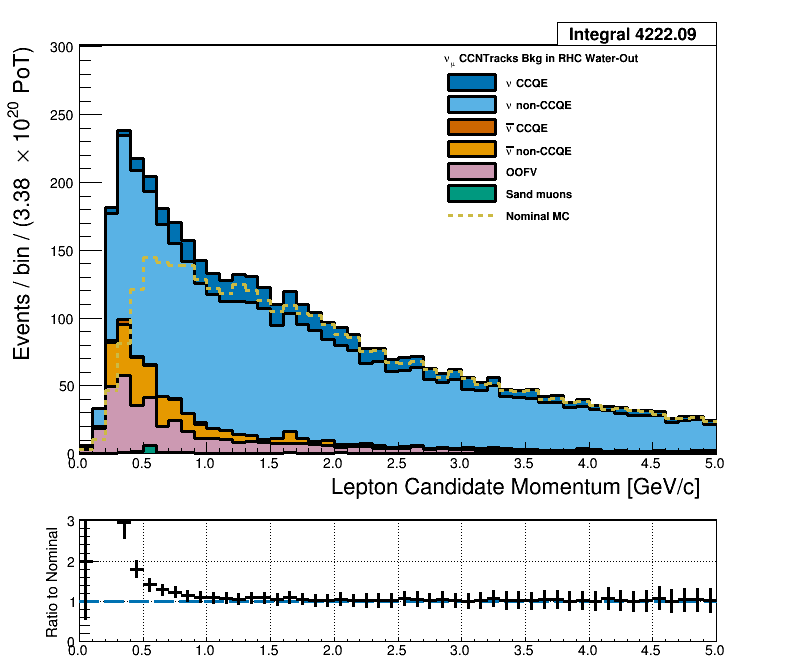 Integral 4222.09
300
250
200
150
100
50
0
Events / bin / (3.38 × 10²⁰ PoT)
ν_μ CCNTracks Bkg in RHC Water-Out
ν CCQE
ν non-CCQE
ν̅ CCQE
ν̅ non-CCQE
OOFV
Sand muons
Nominal MC
0.0 0.5 1.0 1.5 2.0 2.5 3.0 3.5 4.0 4.5 5.0
Lepton Candidate Momentum [GeV/c]
3
2
1
0
Ratio to Nominal
0.0 0.5 1.0 1.5 2.0 2.5 3.0 3.5 4.0 4.5 5.0